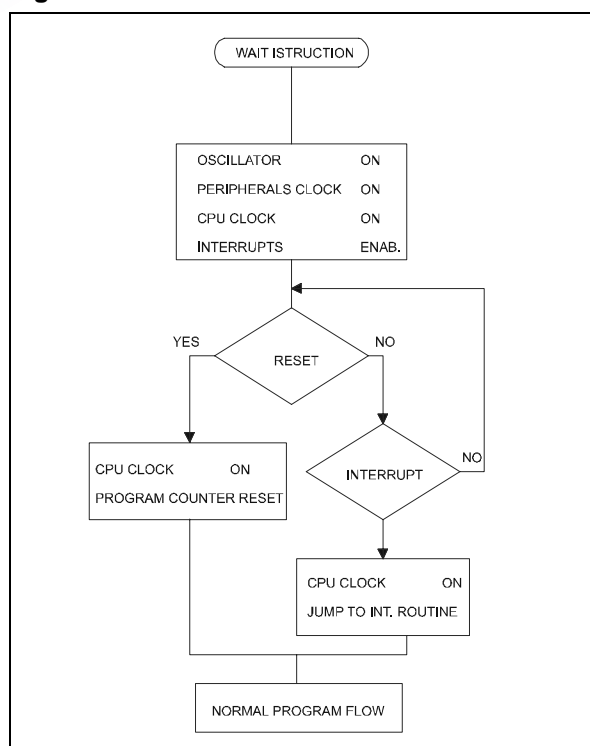 WAIT ISTRUCTION
OSCILLATOR ON
PERIPHERALS CLOCK ON
CPU CLOCK ON
INTERRUPTS ENAB.
YES
RESET
NO
CPU CLOCK ON
PROGRAM COUNTER RESET
INTERRUPT
NO
CPU CLOCK ON
JUMP TO INT. ROUTINE
NORMAL PROGRAM FLOW